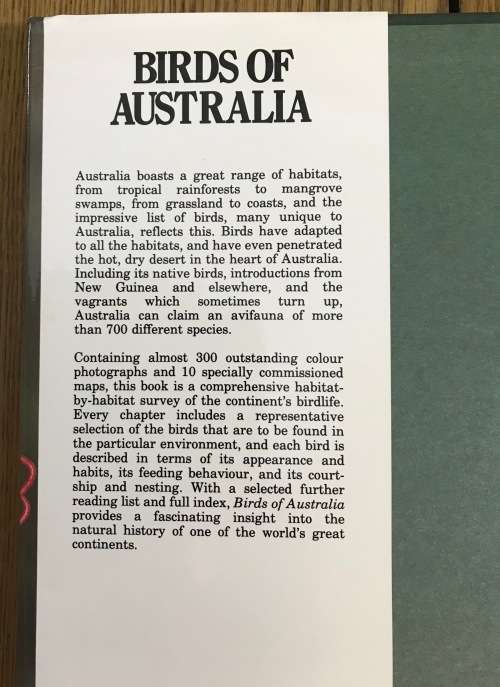 BIRDS OF
AUSTRALIA
Australia boasts a great range of habitats,
from tropical rainforests to mangrove
swamps, from grassland to coasts, and the
impressive list of birds, many unique to
Australia, reflects this. Birds have adapted
to all the habitats, and have even penetrated
the hot, dry desert in the heart of Australia.
Including its native birds, introductions from
New Guinea and elsewhere, and the
vagrants which sometimes turn up,
Australia can claim an avifauna of more
than 700 different species.
Containing almost 300 outstanding colour
photographs and 10 specially commissioned
maps, this book is a comprehensive habitat-
by-habitat survey of the continent's birdlife.
Every chapter includes a representative
selection of the birds that are to be found in
the particular environment, and each bird is
described in terms of its appearance and
habits, its feeding behaviour, and its court-
ship and nesting. With a selected further
reading list and full index, Birds of Australia
provides a fascinating insight into the
natural history of one of the world's great
continents.